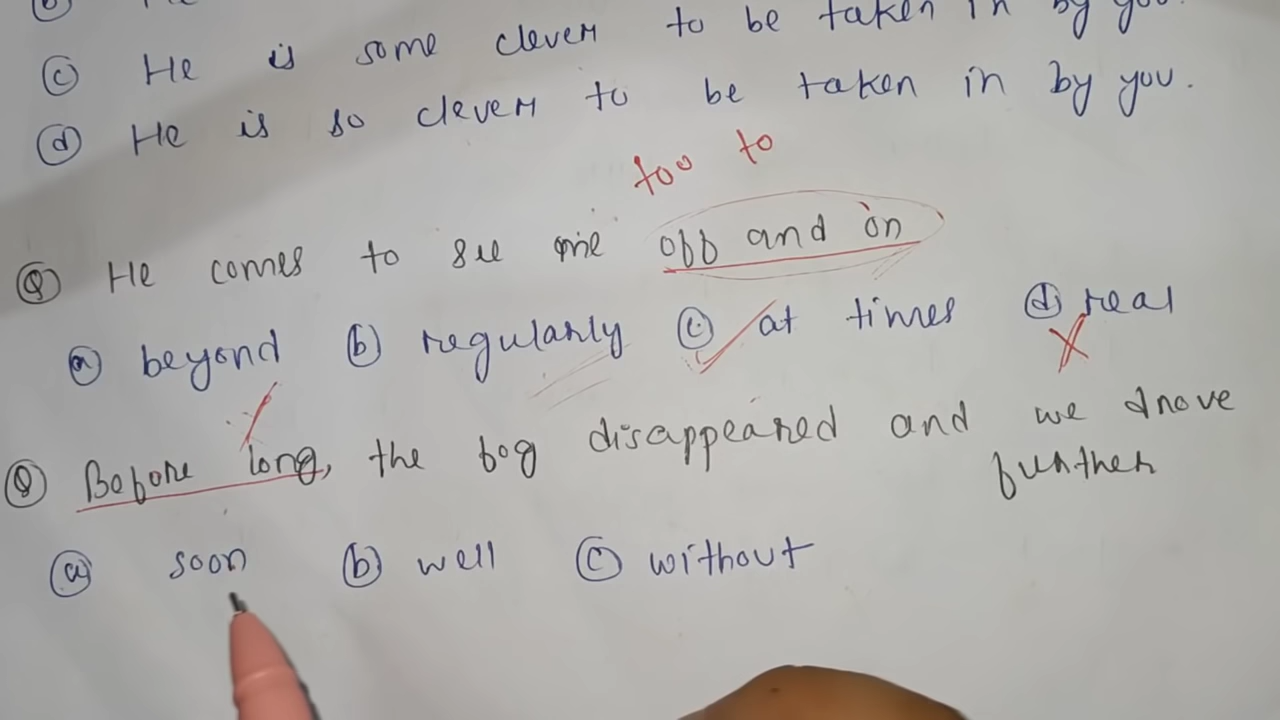 ⓒ He is some clever to be taken in by you.
ⓓ He is so clever to be taken in by you.
too to
Ⓠ He comes to see me off and on
ⓐ beyond ⓑ regularly ⓒ at times ⓓ real
Ⓠ Before long, the fog disappeared and we drove
further
ⓐ soon ⓑ well ⓒ without